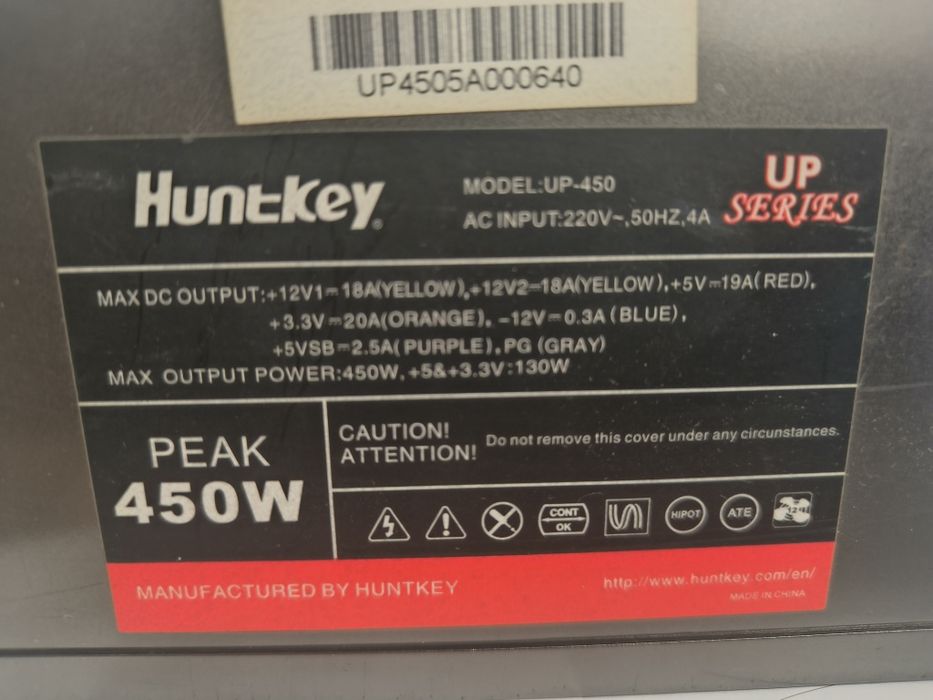 UP4505A000640
Huntkey®
MODEL:UP-450
AC INPUT:220V~,50HZ,4A
UP
SERIES
MAX DC OUTPUT:+12V1⎓18A(YELLOW),+12V2⎓18A(YELLOW),+5V⎓19A(RED),
+3.3V⎓20A(ORANGE), -12V⎓0.3A(BLUE),
+5VSB⎓2.5A(PURPLE),PG(GRAY)
MAX OUTPUT POWER:450W, +5&+3.3V:130W
PEAK
450W
CAUTION!
ATTENTION!
Do not remove this cover under any circunstances.
CONT
OK
HIPOT
ATE
MANUFACTURED BY HUNTKEY
http://www.huntkey.com/en/
MADE IN CHINA